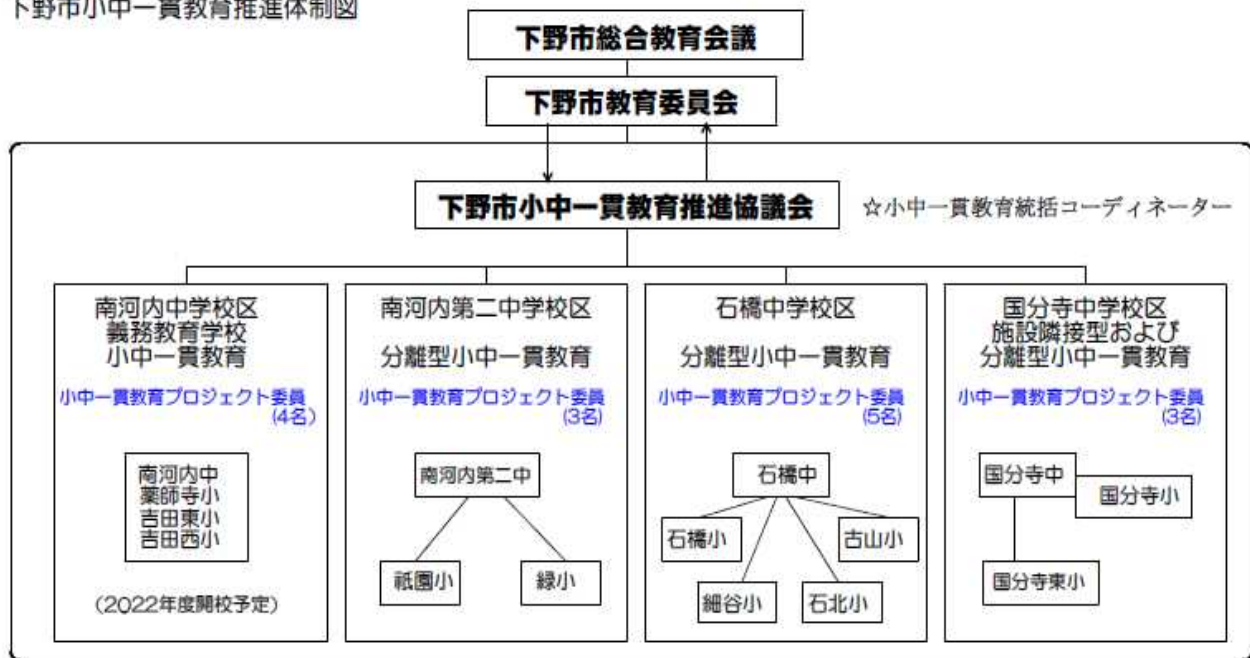 下野市小中一貫教育推進体制図
下野市総合教育会議
下野市教育委員会
下野市小中一貫教育推進協議会
☆小中一貫教育統括コーディネーター
南河内中学校区
義務教育学校
小中一貫教育
小中一貫教育プロジェクト委員
(4名)
南河内中
薬師寺小
吉田東小
吉田西小
(2022年度開校予定)
南河内第二中学校区
分離型小中一貫教育
小中一貫教育プロジェクト委員
(3名)
南河内第二中
祇園小
緑小
石橋中学校区
分離型小中一貫教育
小中一貫教育プロジェクト委員
(5名)
石橋中
石橋小
古山小
細谷小
石北小
国分寺中学校区
施設隣接型および
分離型小中一貫教育
小中一貫教育プロジェクト委員
(3名)
国分寺中
国分寺小
国分寺東小